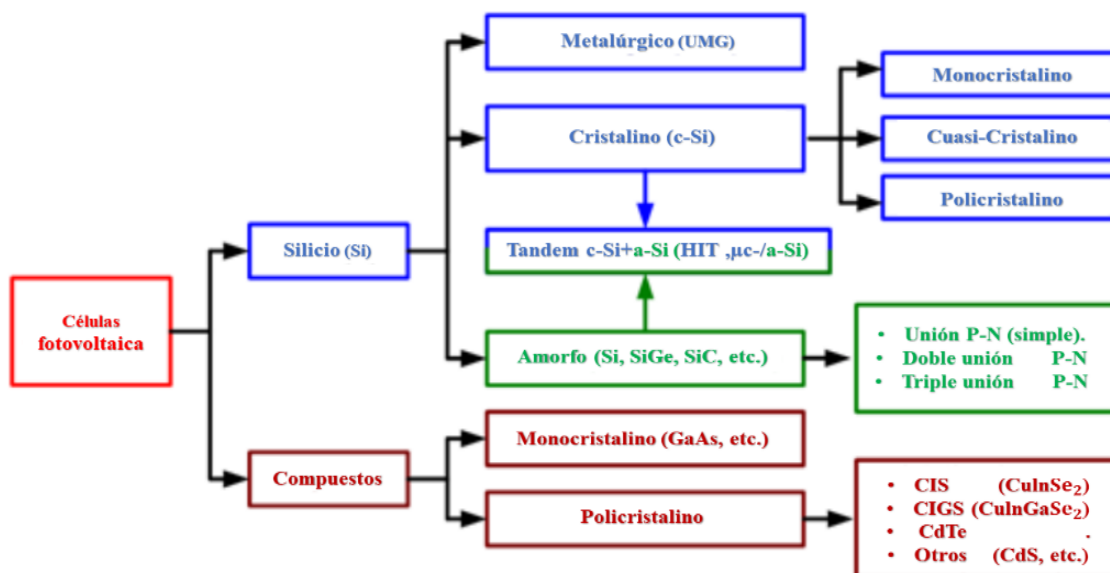 Metalúrgico (UMG)
Monocristalino
Cristalino (c-Si)
Cuasi-Cristalino
Policristalino
Silicio (Si)
Tandem c-Si+a-Si (HIT ,µc-/a-Si)
Células
fotovoltaica
Amorfo (Si, SiGe, SiC, etc.)
• Unión P-N (simple).
• Doble unión P-N
• Triple unión P-N
Monocristalino (GaAs, etc.)
Compuestos
Policristalino
• CIS (CuInSe₂)
• CIGS (CuInGaSe₂)
• CdTe .
• Otros (CdS, etc.)